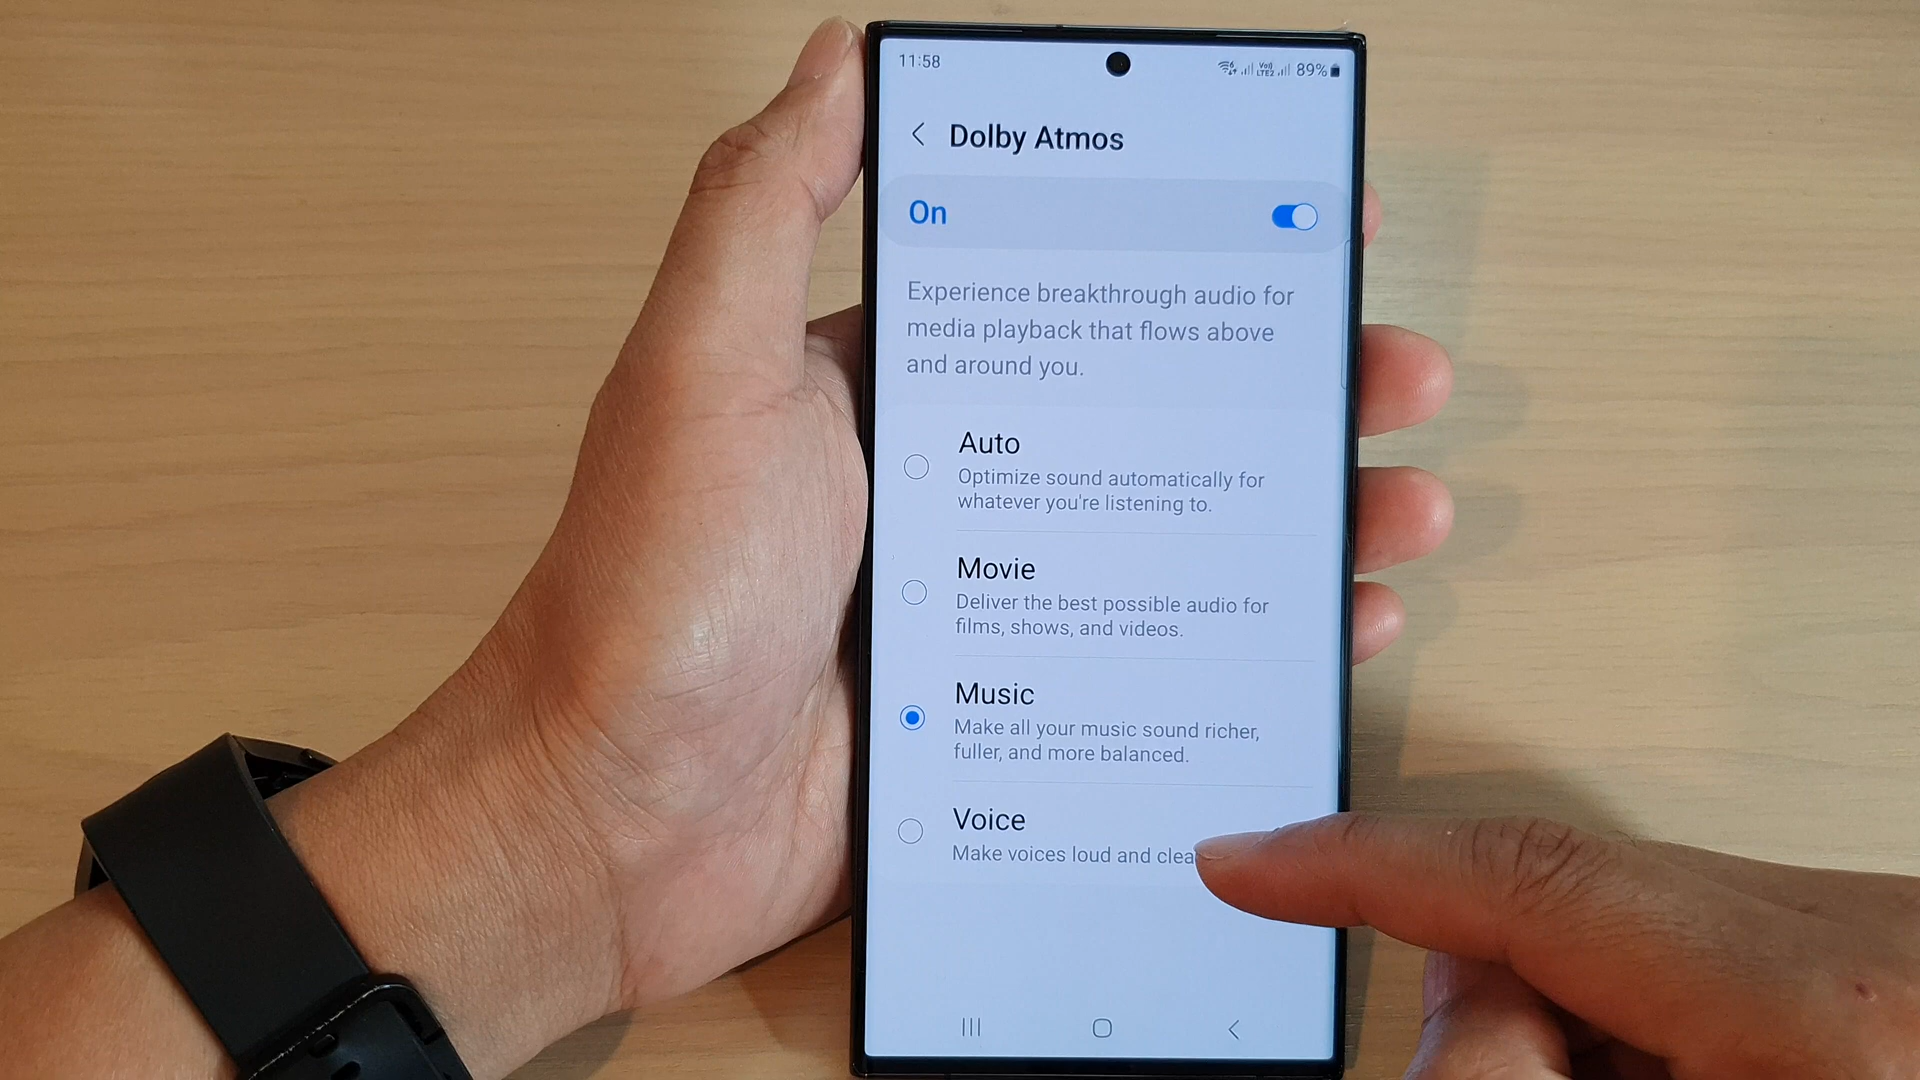 11:58
Vo)) LTE2 89%
Dolby Atmos
On
Experience breakthrough audio for
media playback that flows above
and around you.
Auto
Optimize sound automatically for
whatever you're listening to.
Movie
Deliver the best possible audio for
films, shows, and videos.
Music
Make all your music sound richer,
fuller, and more balanced.
Voice
Make voices loud and clea